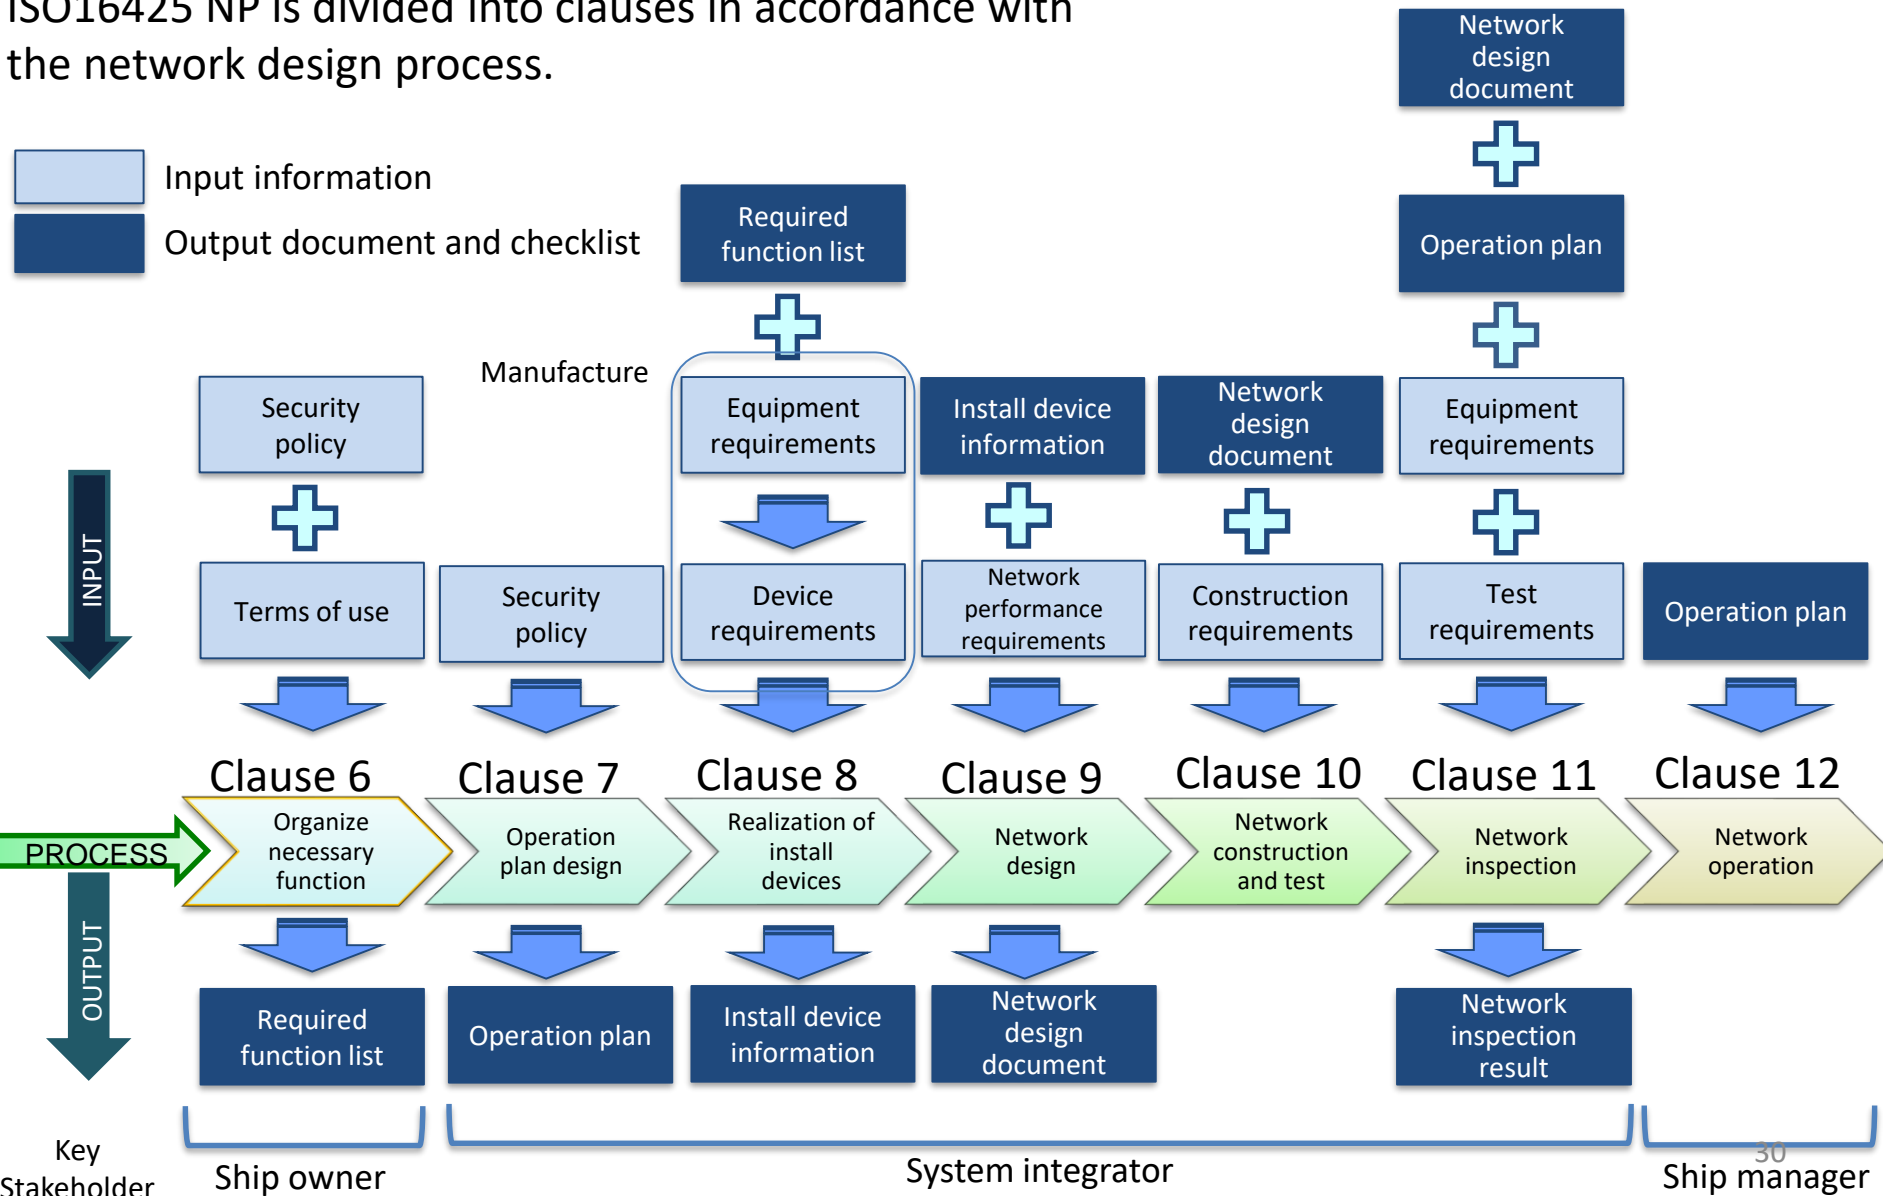 ISO16425 NP is divided into clauses in accordance with
the network design process.
Input information
Output document and checklist
Network
design
document
Required
function list
Operation plan
Manufacture
Security
policy
Equipment
requirements
Install device
information
Network
design
document
Equipment
requirements
INPUT
Terms of use
Security
policy
Device
requirements
Network
performance
requirements
Construction
requirements
Test
requirements
Operation plan
Clause 6
Clause 7
Clause 8
Clause 9
Clause 10
Clause 11
Clause 12
PROCESS
Organize
necessary
function
Operation
plan design
Realization of
install
devices
Network
design
Network
construction
and test
Network
inspection
Network
operation
OUTPUT
Required
function list
Operation plan
Install device
information
Network
design
document
Network
inspection
result
Key
Stakeholder
Ship owner
System integrator
30
Ship manager